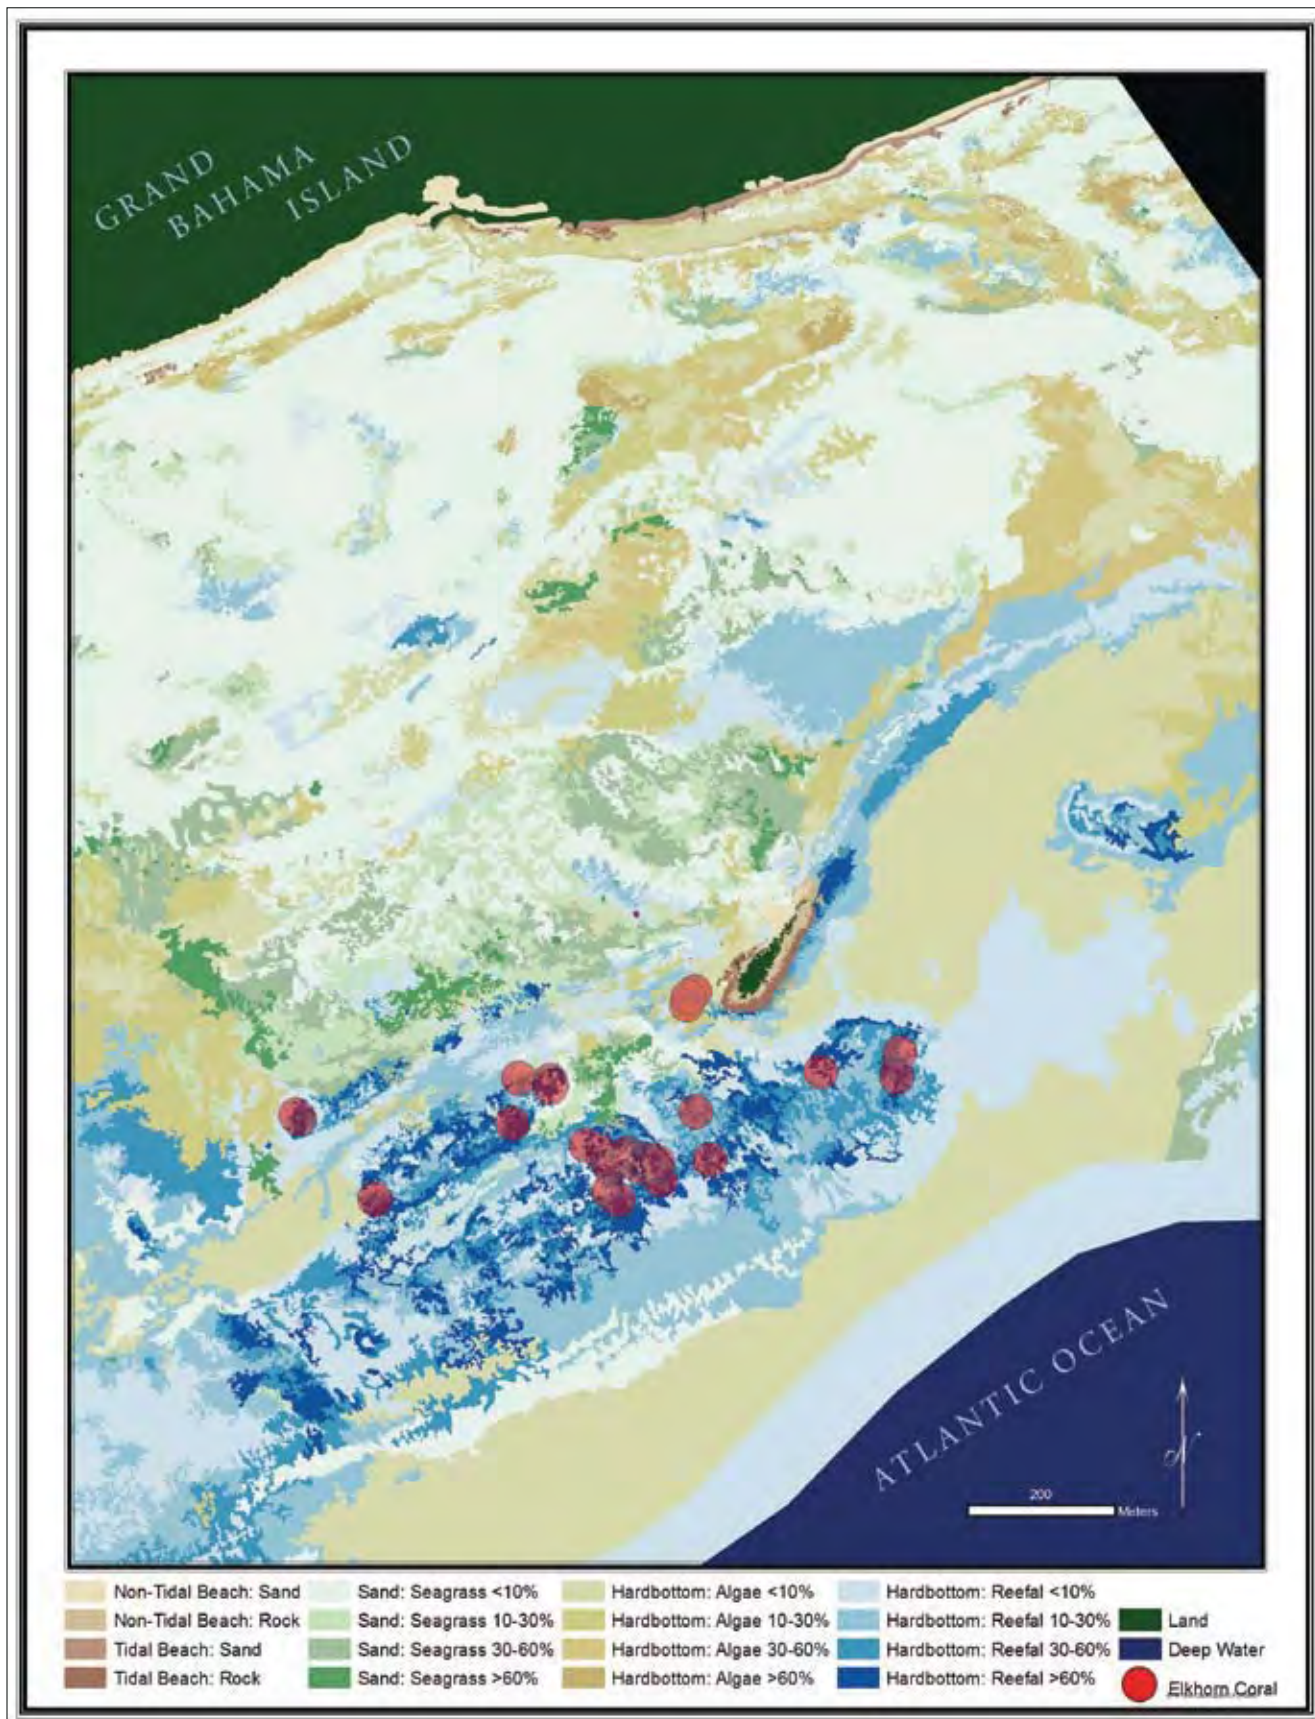 GRAND
BAHAMA
ISLAND
ATLANTIC OCEAN
200
Meters
Non-Tidal Beach: Sand
Non-Tidal Beach: Rock
Tidal Beach: Sand
Tidal Beach: Rock
Sand: Seagrass <10%
Sand: Seagrass 10-30%
Sand: Seagrass 30-60%
Sand: Seagrass >60%
Hardbottom: Algae <10%
Hardbottom: Algae 10-30%
Hardbottom: Algae 30-60%
Hardbottom: Algae >60%
Hardbottom: Reefal <10%
Hardbottom: Reefal 10-30%
Hardbottom: Reefal 30-60%
Hardbottom: Reefal >60%
Land
Deep Water
Elkhorn Coral